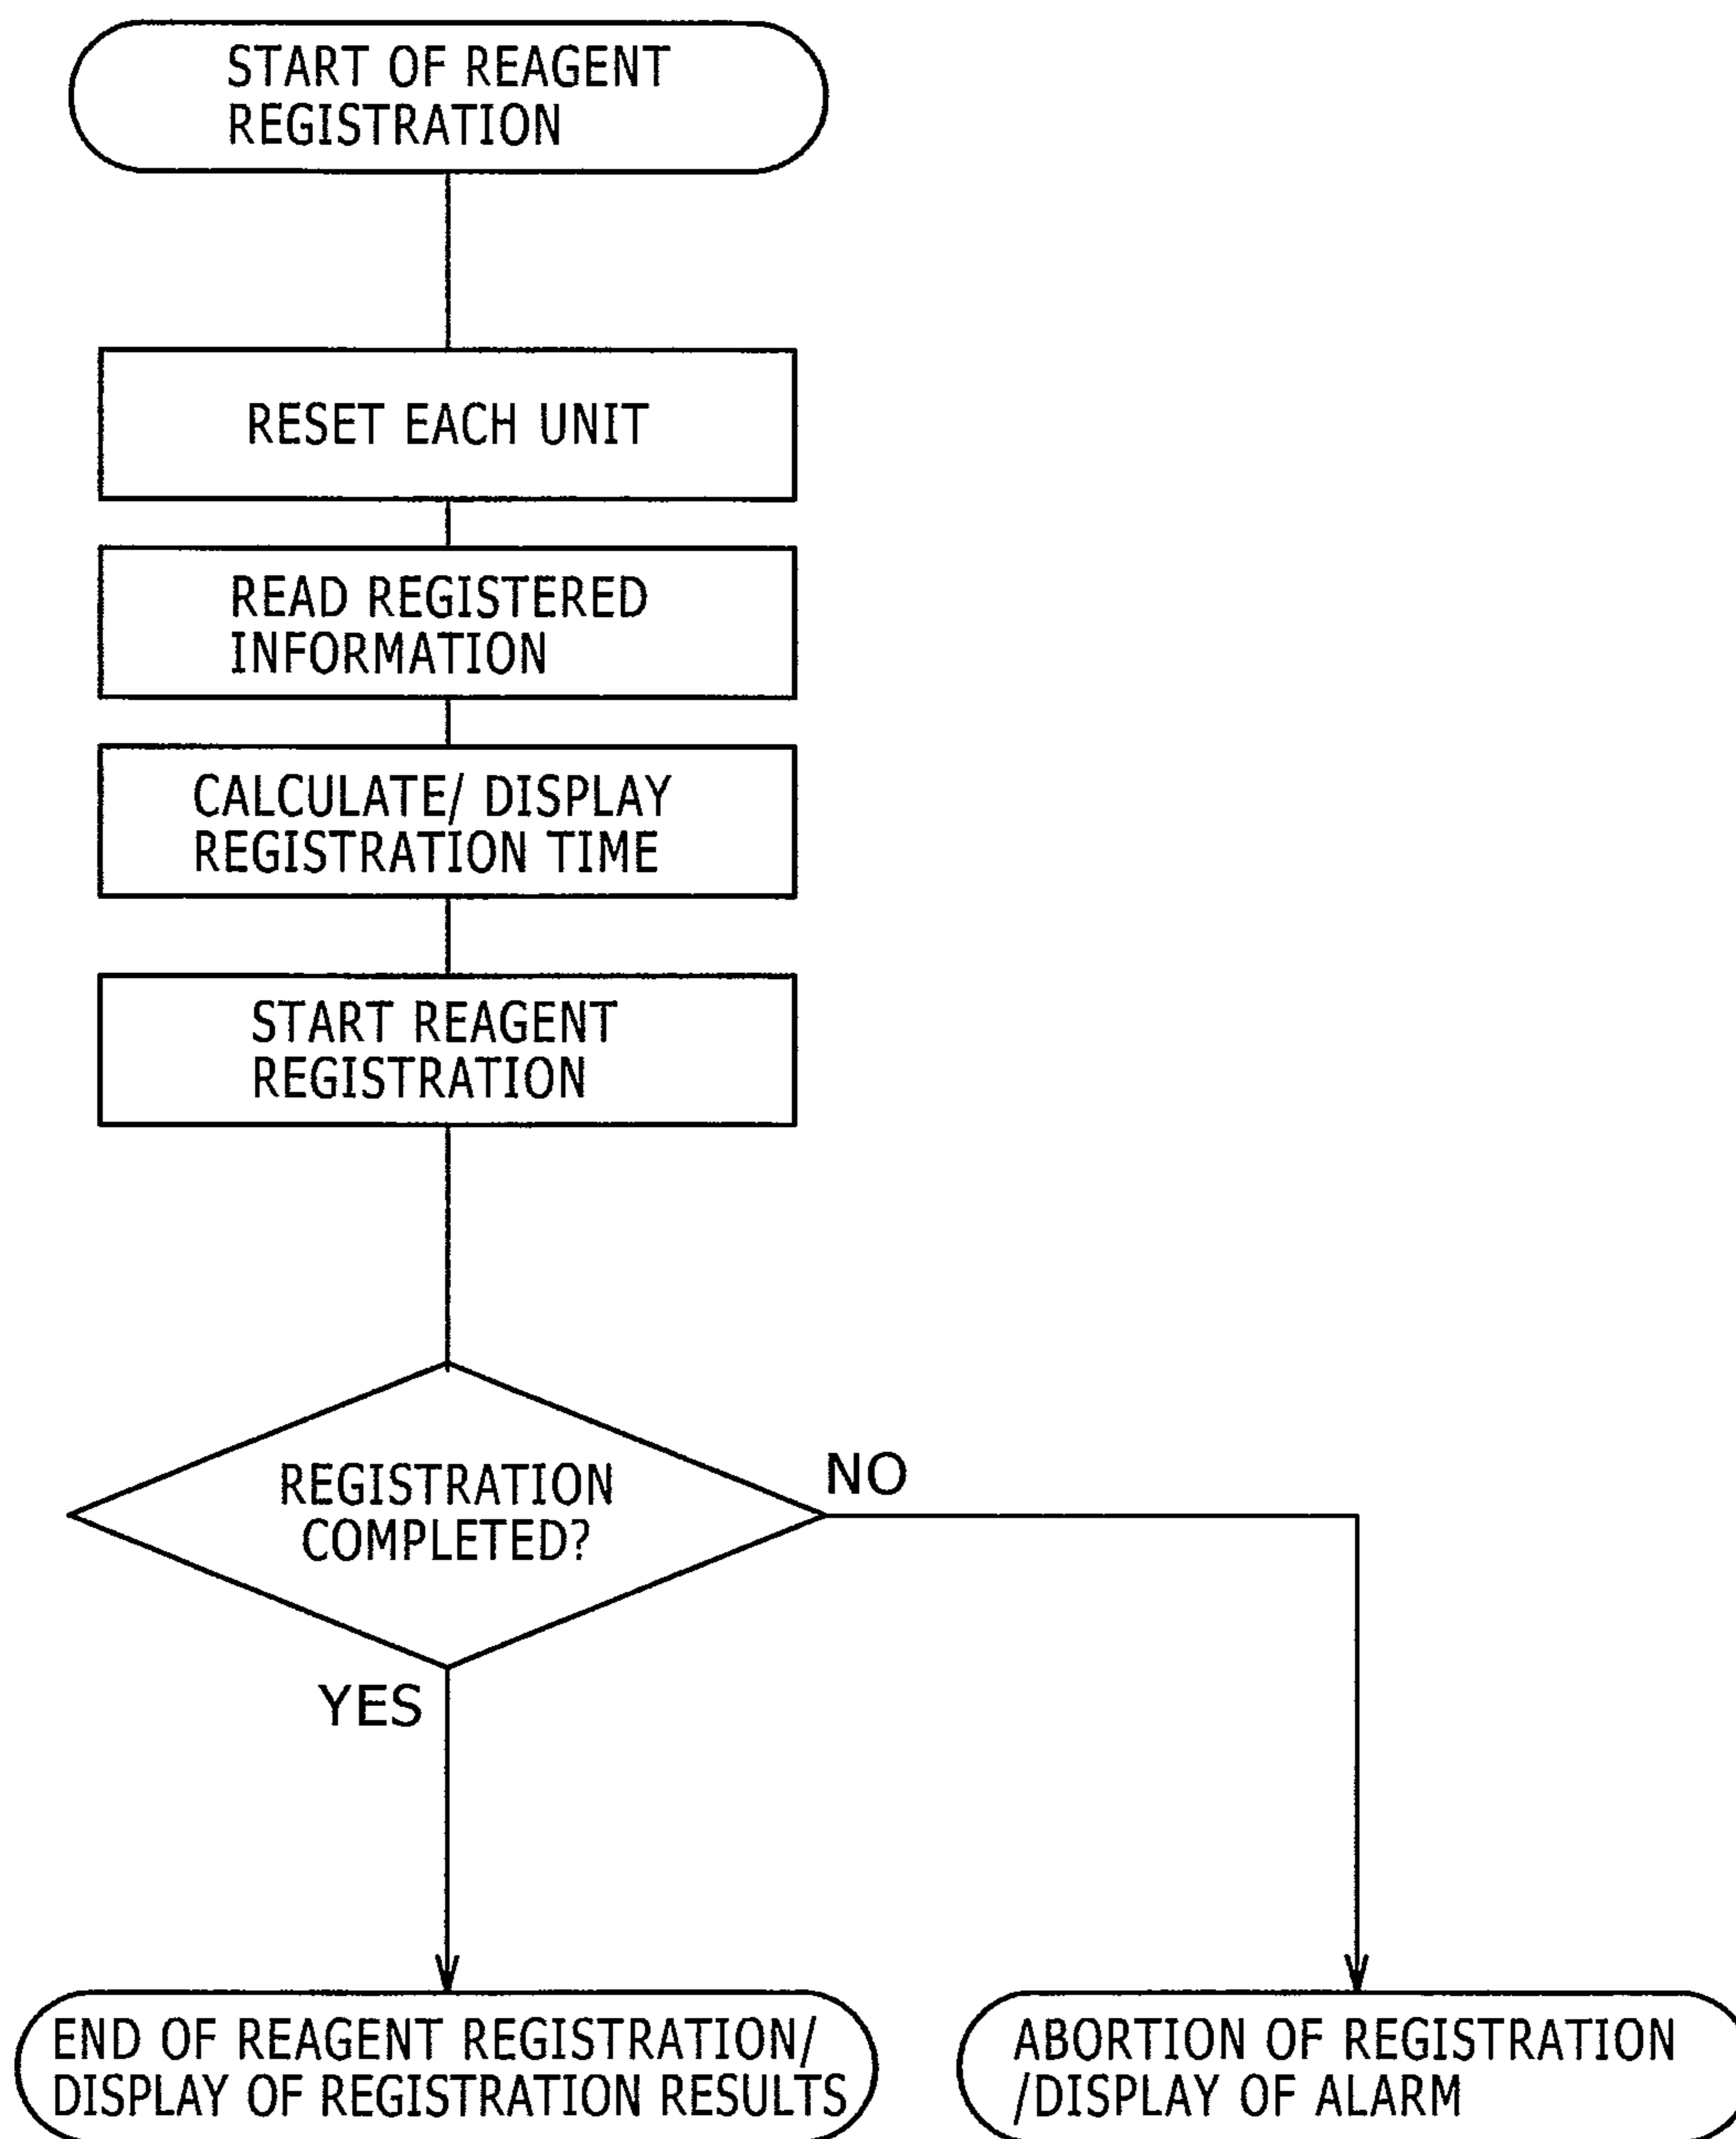 START OF REAGENT
REGISTRATION
RESET EACH UNIT
READ REGISTERED
INFORMATION
CALCULATE/ DISPLAY
REGISTRATION TIME
START REAGENT
REGISTRATION
REGISTRATION
COMPLETED?
NO
YES
END OF REAGENT REGISTRATION/
DISPLAY OF REGISTRATION RESULTS
ABORTION OF REGISTRATION
/DISPLAY OF ALARM